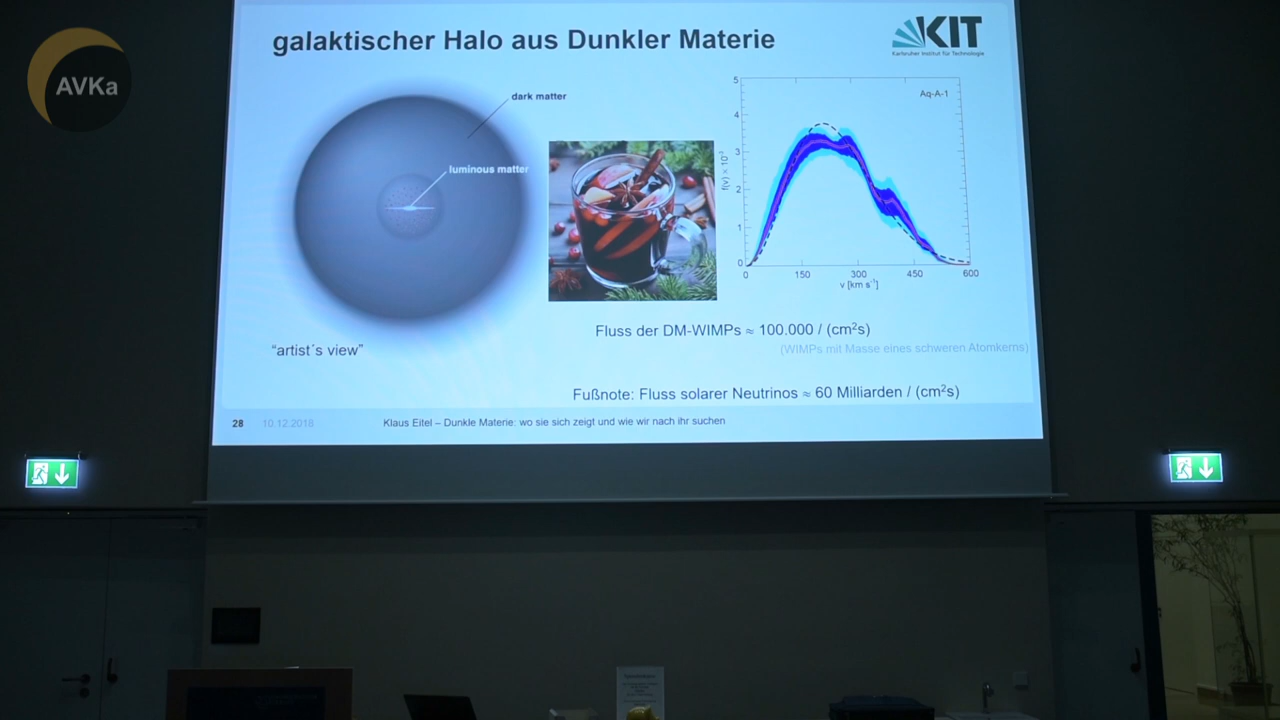 AVKa
galaktischer Halo aus Dunkler Materie
KIT
Karlsruher Institut für Technologie
dark matter
luminous matter
"artist´s view"
5
4
3
2
1
0
f(v) × 10⁻³
Aq-A-1
0 150 300 450 600
v [km s⁻¹]
Fluss der DM-WIMPs ≈ 100.000 / (cm²s)
(WIMPs mit Masse eines schweren Atomkerns)
Fußnote: Fluss solarer Neutrinos ≈ 60 Milliarden / (cm²s)
28 10.12.2018 Klaus Eitel – Dunkle Materie: wo sie sich zeigt und wie wir nach ihr suchen